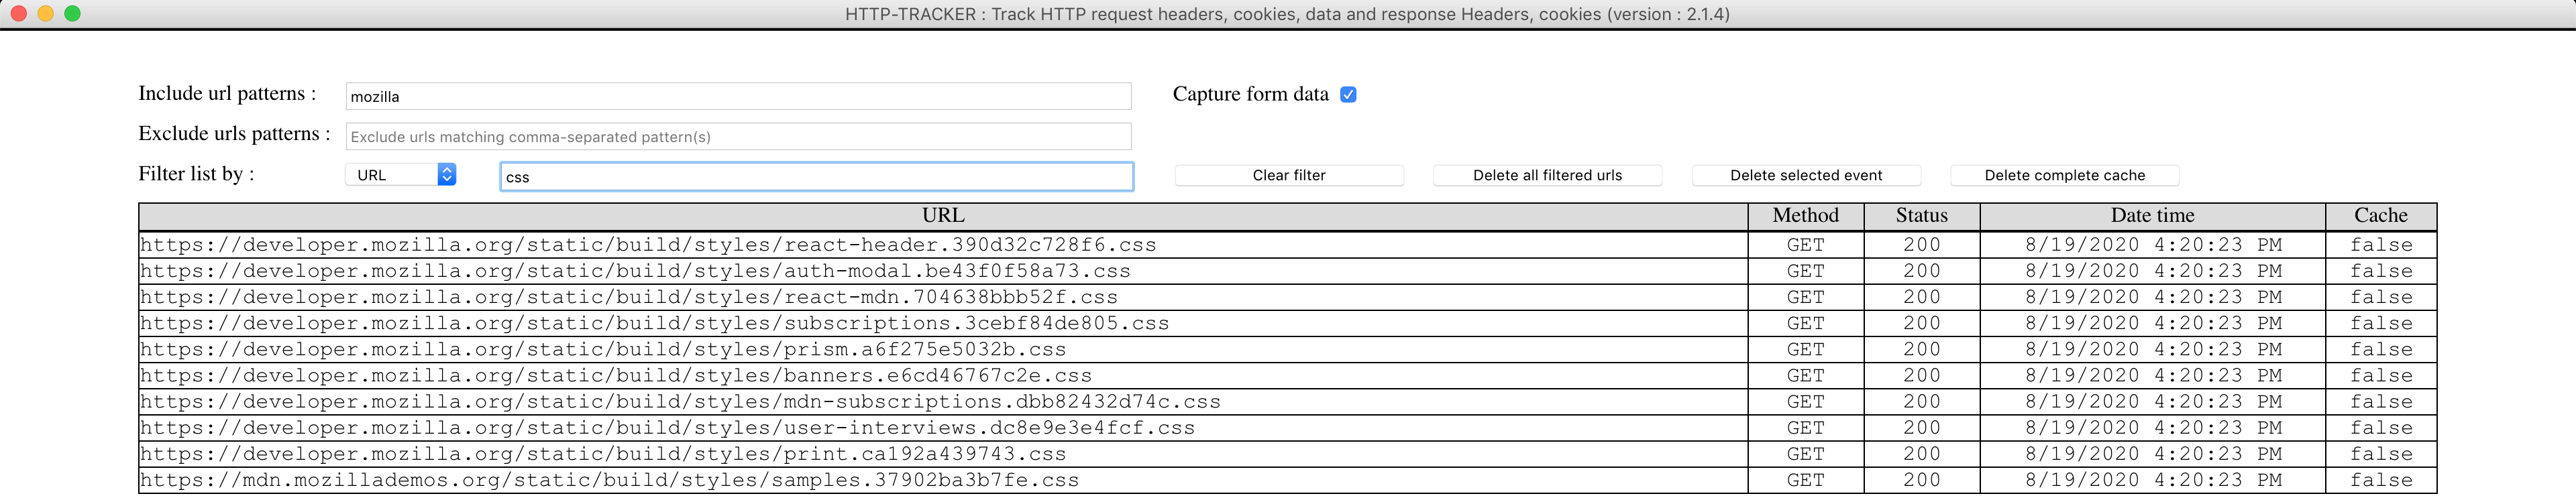 HTTP-TRACKER : Track HTTP request headers, cookies, data and response Headers, cookies (version : 2.1.4)
Include url patterns : mozilla Capture form data
Exclude urls patterns : Exclude urls matching comma-separated pattern(s)
Filter list by : URL css Clear filter Delete all filtered urls Delete selected event Delete complete cache
URL Method Status Date time Cache
https://developer.mozilla.org/static/build/styles/react-header.390d32c728f6.css GET 200 8/19/2020 4:20:23 PM false
https://developer.mozilla.org/static/build/styles/auth-modal.be43f0f58a73.css GET 200 8/19/2020 4:20:23 PM false
https://developer.mozilla.org/static/build/styles/react-mdn.704638bbb52f.css GET 200 8/19/2020 4:20:23 PM false
https://developer.mozilla.org/static/build/styles/subscriptions.3cebf84de805.css GET 200 8/19/2020 4:20:23 PM false
https://developer.mozilla.org/static/build/styles/prism.a6f275e5032b.css GET 200 8/19/2020 4:20:23 PM false
https://developer.mozilla.org/static/build/styles/banners.e6cd46767c2e.css GET 200 8/19/2020 4:20:23 PM false
https://developer.mozilla.org/static/build/styles/mdn-subscriptions.dbb82432d74c.css GET 200 8/19/2020 4:20:23 PM false
https://developer.mozilla.org/static/build/styles/user-interviews.dc8e9e3e4fcf.css GET 200 8/19/2020 4:20:23 PM false
https://developer.mozilla.org/static/build/styles/print.ca192a439743.css GET 200 8/19/2020 4:20:23 PM false
https://mdn.mozillademos.org/static/build/styles/samples.37902ba3b7fe.css GET 200 8/19/2020 4:20:23 PM false